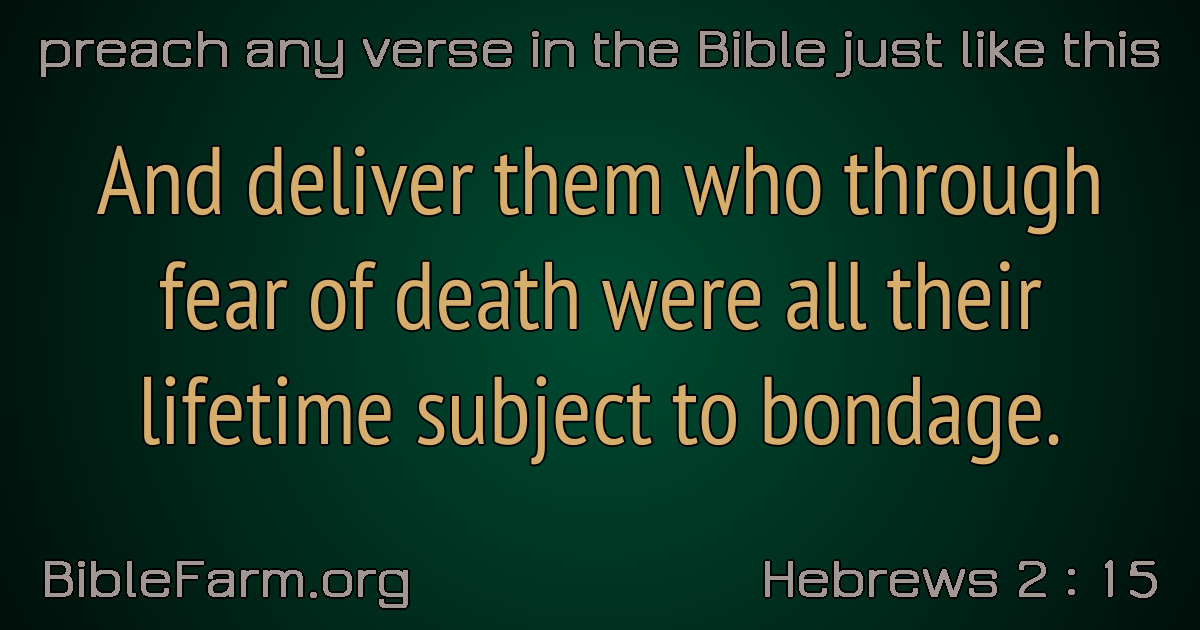 preach any verse in the Bible just like this
And deliver them who through
fear of death were all their
lifetime subject to bondage.
BibleFarm.org
Hebrews 2 : 15